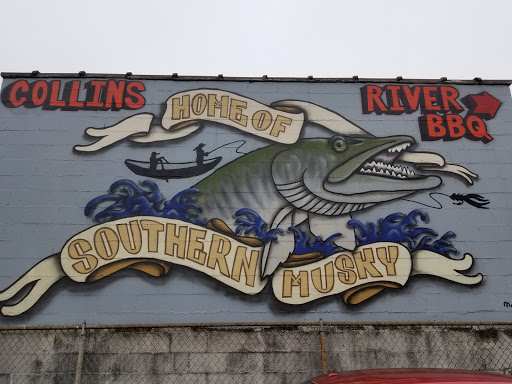 COLLINS
RIVER
BBQ
HOME OF
SOUTHERN
MUSKY